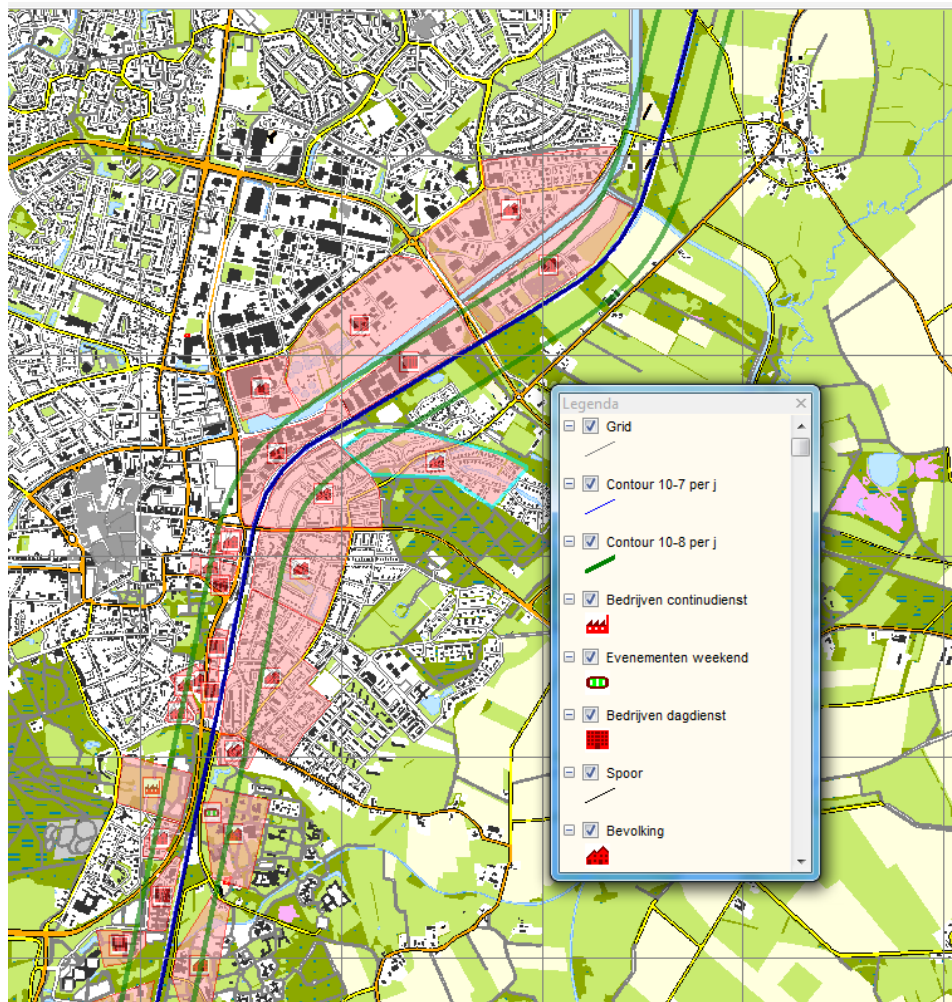 Legenda
Grid
Contour 10-7 per j
Contour 10-8 per j
Bedrijven continudienst
Evenementen weekend
Bedrijven dagdienst
Spoor
Bevolking